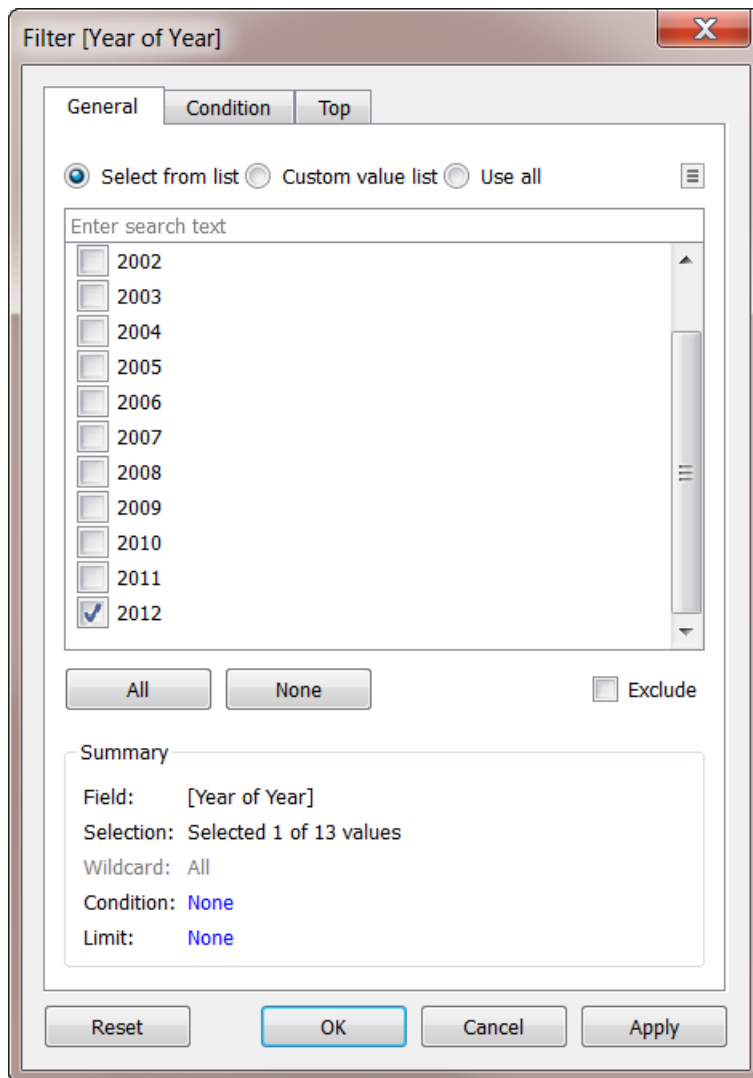 Filter [Year of Year]
General Condition Top
Select from list Custom value list Use all
Enter search text
2002
2003
2004
2005
2006
2007
2008
2009
2010
2011
2012
All None Exclude
Summary
Field: [Year of Year]
Selection: Selected 1 of 13 values
Wildcard: All
Condition: None
Limit: None
Reset OK Cancel Apply